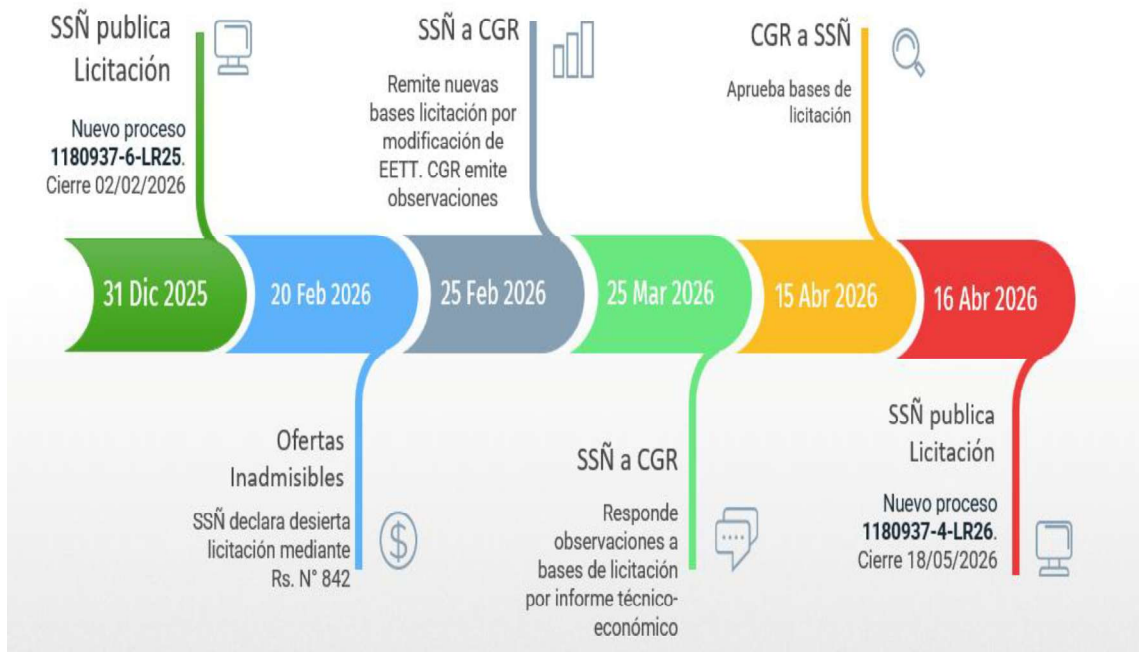 SSÑ publica
Licitación
Nuevo proceso
1180937-6-LR25.
Cierre 02/02/2026
31 Dic 2025
20 Feb 2026
Ofertas
Inadmisibles
SSÑ declara desierta
licitación mediante
Rs. N° 842
SSÑ a CGR
Remite nuevas
bases licitación por
modificación de
EETT. CGR emite
observaciones
25 Feb 2026
25 Mar 2026
SSÑ a CGR
Responde
observaciones a
bases de licitación
por informe técnico-
económico
CGR a SSÑ
Aprueba bases de
licitación
15 Abr 2026
16 Abr 2026
SSÑ publica
Licitación
Nuevo proceso
1180937-4-LR26.
Cierre 18/05/2026